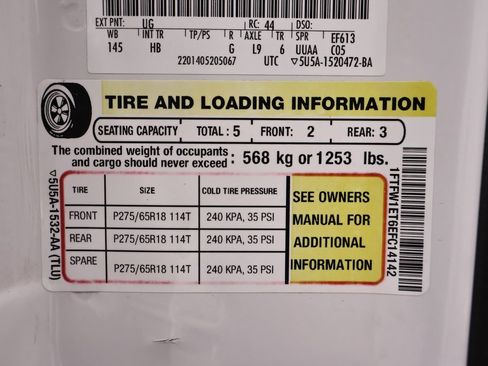 EXT PNT: UG RC: 44 DSO:
WB INT TR TP/PS R AXLE TR SPR EF613
145 HB G L9 6 UUAA C05
2201405205067 UTC ▽5U5A-1520472-BA
TIRE AND LOADING INFORMATION
SEATING CAPACITY TOTAL : 5 FRONT: 2 REAR: 3
The combined weight of occupants
and cargo should never exceed : 568 kg or 1253 lbs.
TIRE SIZE COLD TIRE PRESSURE
FRONT P275/65R18 114T 240 KPA, 35 PSI
REAR P275/65R18 114T 240 KPA, 35 PSI
SPARE P275/65R18 114T 240 KPA, 35 PSI
SEE OWNERS
MANUAL FOR
ADDITIONAL
INFORMATION
▽5U5A-1532-AA (TLU)
1FTFW1ET6EFC14142